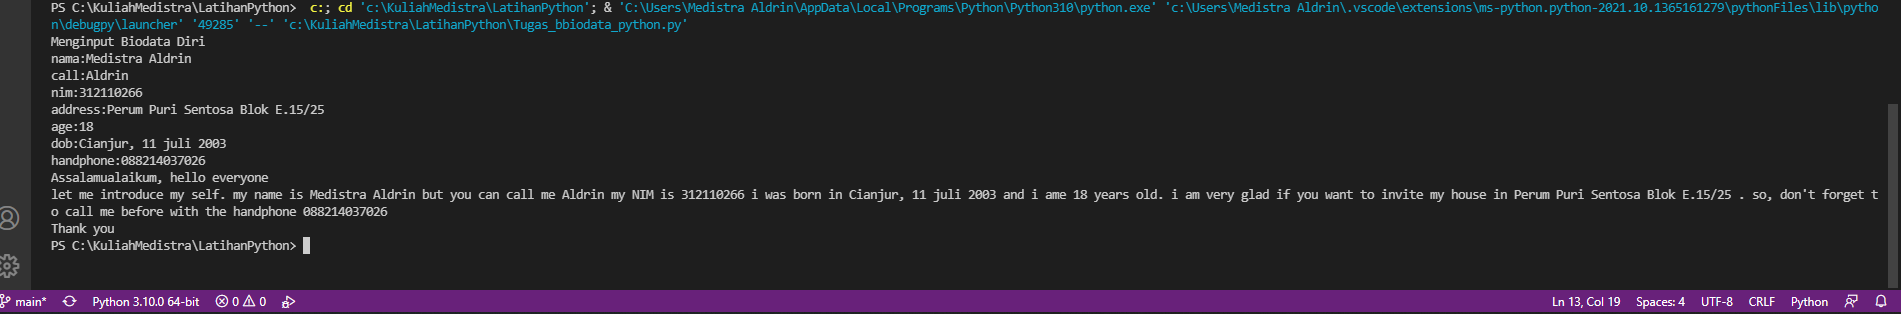 PS C:\KuliahMedistra\LatihanPython>  c:; cd 'c:\KuliahMedistra\LatihanPython'; & 'C:\Users\Medistra Aldrin\AppData\Local\Programs\Python\Python310\python.exe' 'c:\Users\Medistra Aldrin\.vscode\extensions\ms-python.python-2021.10.1365161279\pythonFiles\lib\pytho
n\debugpy\launcher' '49285' '--' 'c:\KuliahMedistra\LatihanPython\Tugas_bbiodata_python.py'
Menginput Biodata Diri
nama:Medistra Aldrin
call:Aldrin
nim:312110266
address:Perum Puri Sentosa Blok E.15/25
age:18
dob:Cianjur, 11 juli 2003
handphone:088214037026
Assalamualaikum, hello everyone
let me introduce my self. my name is Medistra Aldrin but you can call me Aldrin my NIM is 312110266 i was born in Cianjur, 11 juli 2003 and i ame 18 years old. i am very glad if you want to invite my house in Perum Puri Sentosa Blok E.15/25 . so, don't forget t
o call me before with the handphone 088214037026
Thank you
PS C:\KuliahMedistra\LatihanPython>
main* Python 3.10.0 64-bit 0 0 Ln 13, Col 19 Spaces: 4 UTF-8 CRLF Python